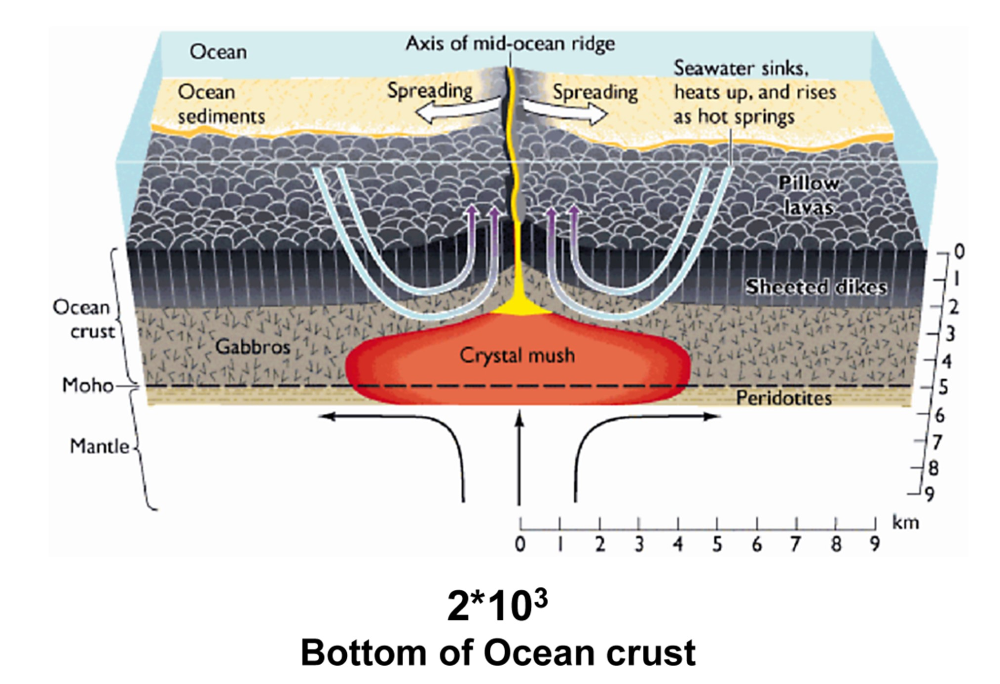 Ocean
Axis of mid-ocean ridge
Seawater sinks,
heats up, and rises
as hot springs
Ocean
sediments
Spreading
Spreading
Pillow
lavas
Sheeted dikes
Ocean
crust
Gabbros
Crystal mush
Moho
Peridotites
Mantle
0
1
2
3
4
5
6
7
8
9
km
0 1 2 3 4 5 6 7 8 9
2*10³
Bottom of Ocean crust